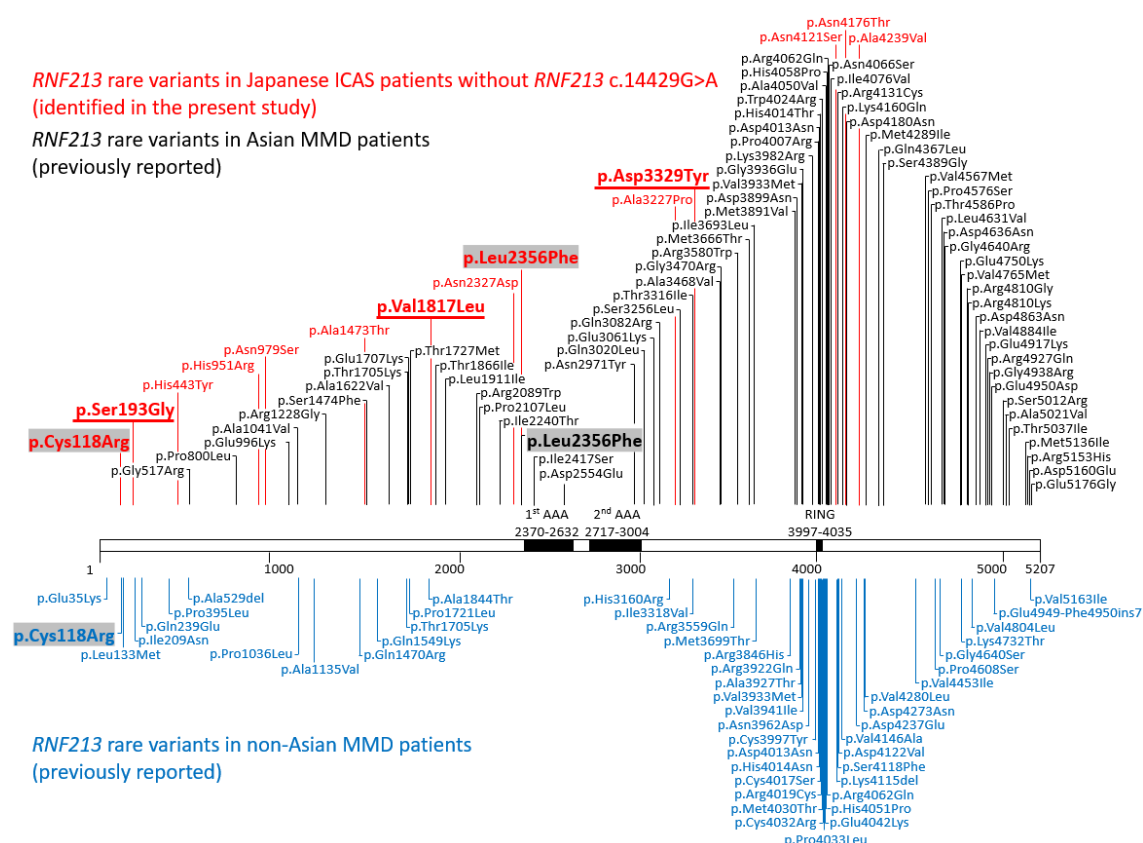 p.Asn4176Thr
p.Asn4121Ser
p.Ala4239Val
RNF213 rare variants in Japanese ICAS patients without RNF213 c.14429G>A
(identified in the present study)
RNF213 rare variants in Asian MMD patients
(previously reported)
p.Arg4062Gln
p.Asn4066Ser
p.His4058Pro
p.Ile4076Val
p.Ala4050Val
p.Arg4131Cys
p.Trp4024Arg
p.Lys4160Gln
p.His4014Thr
p.Asp4180Asn
p.Asp4013Asn
p.Met4289Ile
p.Pro4007Arg
p.Gln4367Leu
p.Lys3982Arg
p.Ser4389Gly
p.Gly3936Glu
p.Val4567Met
p.Asp3329Tyr
p.Val3933Met
p.Pro4576Ser
p.Ala3227Pro
p.Asp3899Asn
p.Thr4586Pro
p.Met3891Val
p.Leu4631Val
p.Ile3693Leu
p.Asp4636Asn
p.Met3666Thr
p.Gly4640Arg
p.Leu2356Phe
p.Arg3580Trp
p.Glu4750Lys
p.Gly3470Arg
p.Val4765Met
p.Asn2327Asp
p.Ala3468Val
p.Arg4810Gly
p.Thr3316Ile
p.Arg4810Lys
p.Val1817Leu
p.Ser3256Leu
p.Asp4863Asn
p.Ala1473Thr
p.Gln3082Arg
p.Val4884Ile
p.Glu3061Lys
p.Glu4917Lys
p.Asn979Ser
p.Thr1727Met
p.Gln3020Leu
p.Glu1707Lys
p.Arg4927Gln
p.His951Arg
p.Thr1866Ile
p.Asn2971Tyr
p.Thr1705Lys
p.Gly4938Arg
p.His443Tyr
p.Leu1911Ile
p.Ala1622Val
p.Glu4950Asp
p.Arg2089Trp
p.Ser1474Phe
p.Ser5012Arg
p.Ser193Gly
p.Pro2107Leu
p.Arg1228Gly
p.Ala5021Val
p.Ile2240Thr
p.Ala1041Val
p.Thr5037Ile
p.Cys118Arg
p.Glu996Lys
p.Leu2356Phe
p.Met5136Ile
p.Pro800Leu
p.Ile2417Ser
p.Arg5153His
p.Gly517Arg
p.Asp2554Glu
p.Asp5160Glu
p.Glu5176Gly
1st AAA
2nd AAA
RING
2370-2632
2717-3004
3997-4035
1
1000
2000
3000
4000
5000
5207
p.Glu35Lys
p.Ala529del
p.Ala1844Thr
p.His3160Arg
p.Val5163Ile
p.Pro395Leu
p.Pro1721Leu
p.Ile3318Val
p.Glu4949-Phe4950ins7
p.Gln239Glu
p.Thr1705Lys
p.Arg3559Gln
p.Val4804Leu
p.Cys118Arg
p.Ile209Asn
p.Gln1549Lys
p.Met3699Thr
p.Lys4732Thr
p.Leu133Met
p.Pro1036Leu
p.Gln1470Arg
p.Arg3846His
p.Gly4640Ser
p.Ala1135Val
p.Arg3922Gln
p.Pro4608Ser
p.Ala3927Thr
p.Val4453Ile
p.Val3933Met
p.Val4280Leu
p.Val3941Ile
p.Asp4273Asn
p.Asn3962Asp
p.Asp4237Glu
RNF213 rare variants in non-Asian MMD patients
(previously reported)
p.Cys3997Tyr
p.Val4146Ala
p.Asp4013Asn
p.Asp4122Val
p.His4014Asn
p.Ser4118Phe
p.Cys4017Ser
p.Lys4115del
p.Arg4019Cys
p.Arg4062Gln
p.Met4030Thr
p.His4051Pro
p.Cys4032Arg
p.Glu4042Lys
p.Pro4033Leu